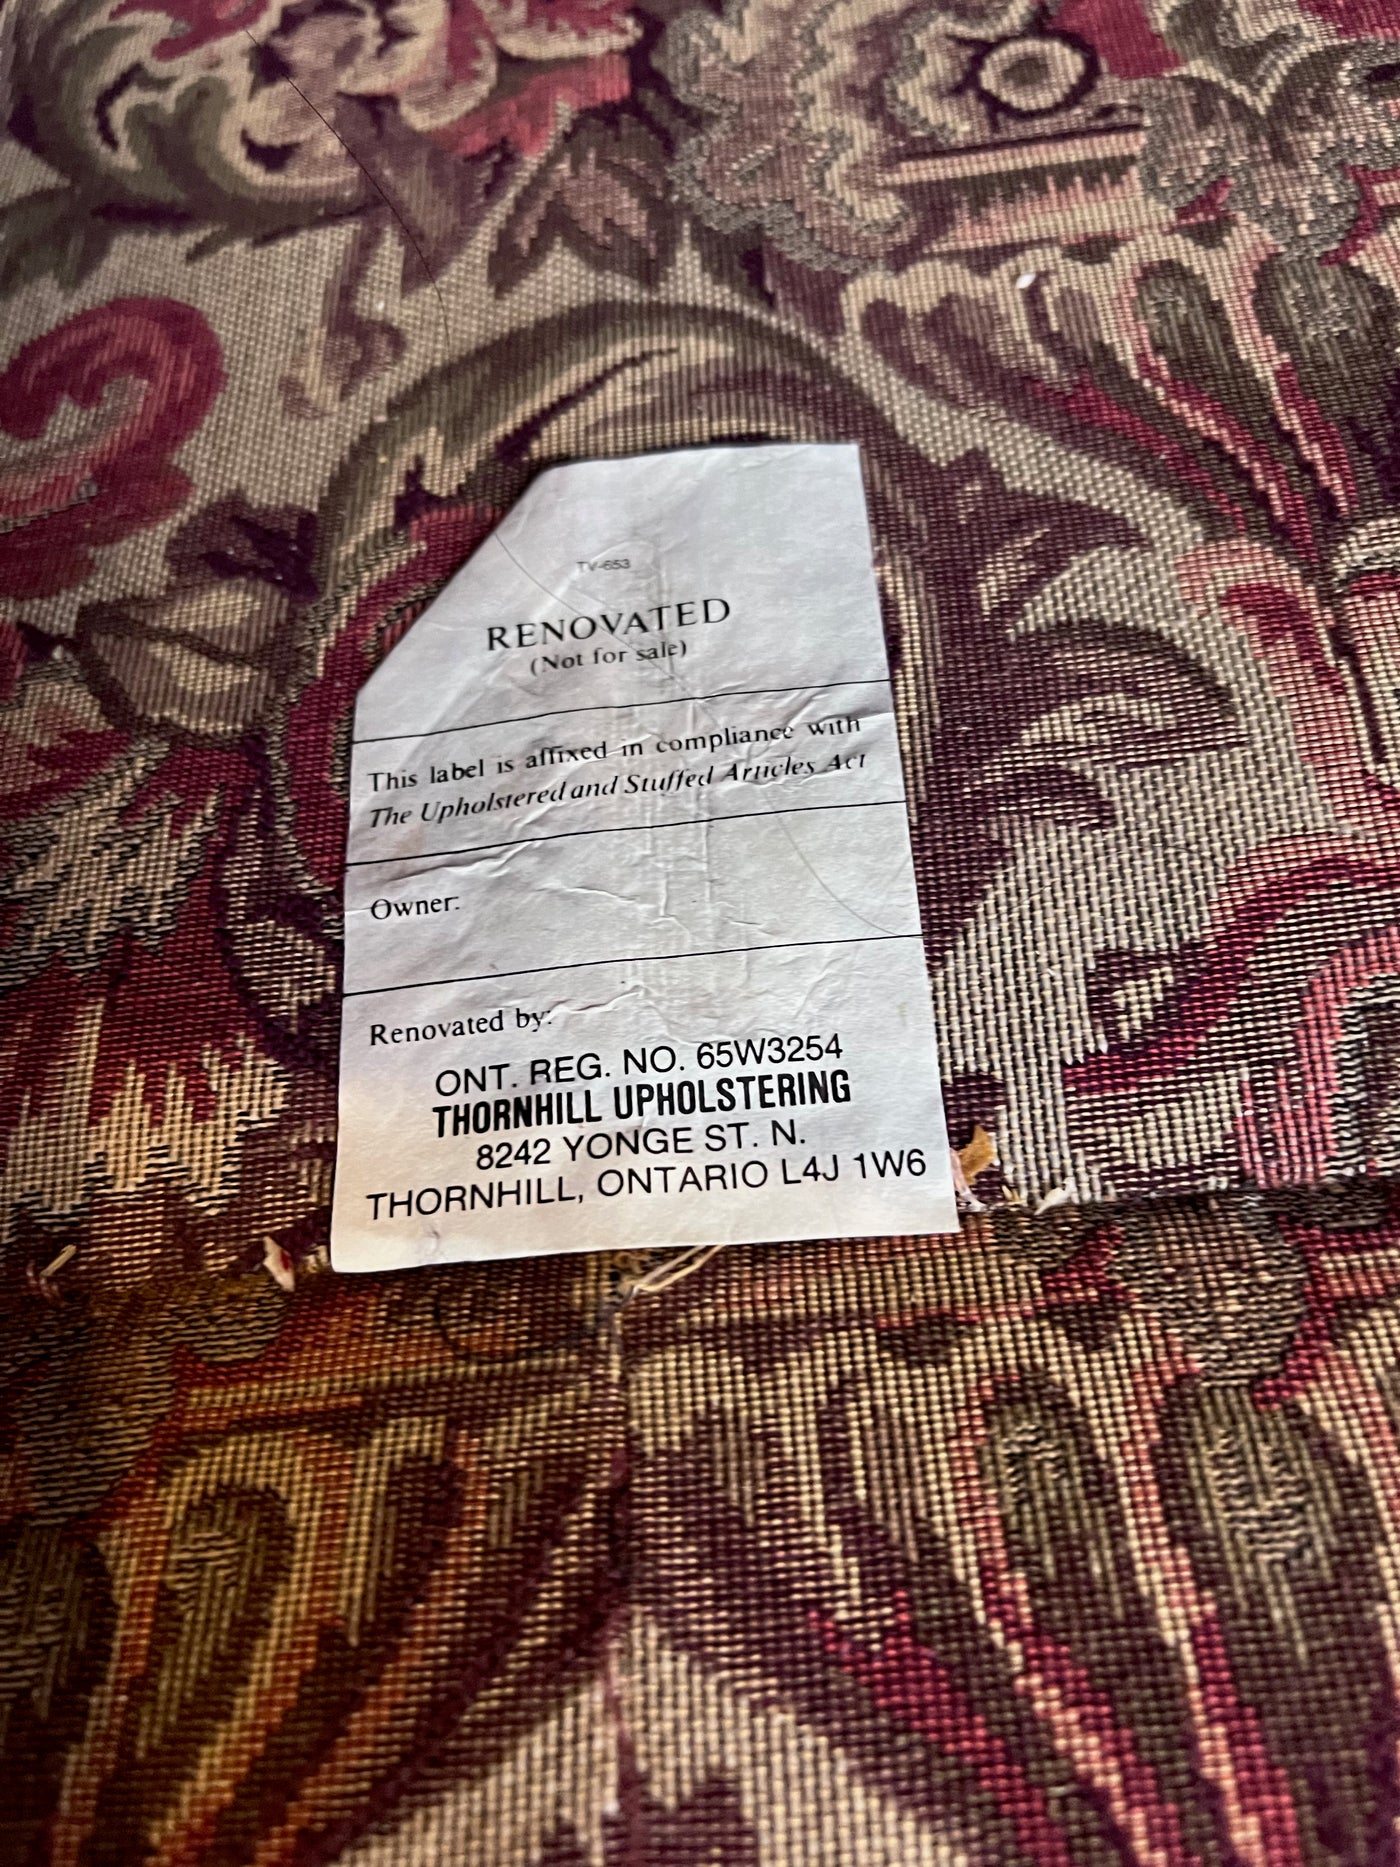 TV-653
RENOVATED
(Not for sale)
This label is affixed in compliance with
The Upholstered and Stuffed Articles Act
Owner:
Renovated by:
ONT. REG. NO. 65W3254
THORNHILL UPHOLSTERING
8242 YONGE ST. N.
THORNHILL, ONTARIO L4J 1W6